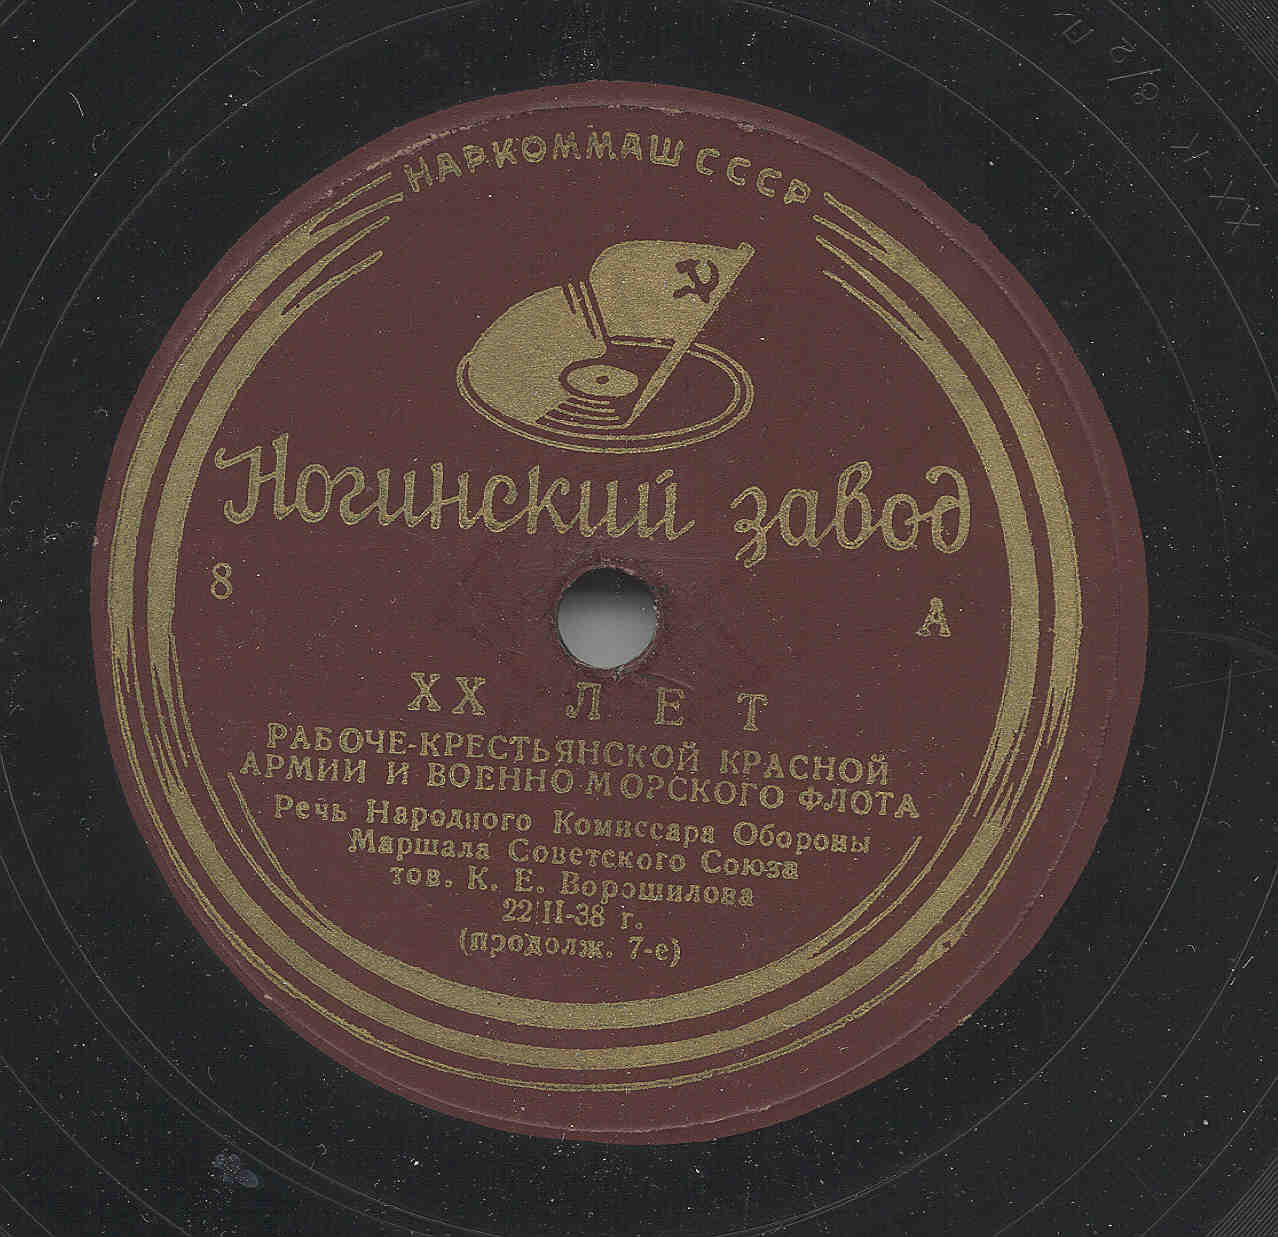 НАРКОММАШ СССР
Ногинский завод
8
А
XX ЛЕТ
РАБОЧЕ-КРЕСТЬЯНСКОЙ КРАСНОЙ
АРМИИ И ВОЕННО-МОРСКОГО ФЛОТА
Речь Народного Комиссара Обороны
Маршала Советского Союза
тов. К. Е. Ворошилова
22 II-38 г.
(продолж. 7-е)